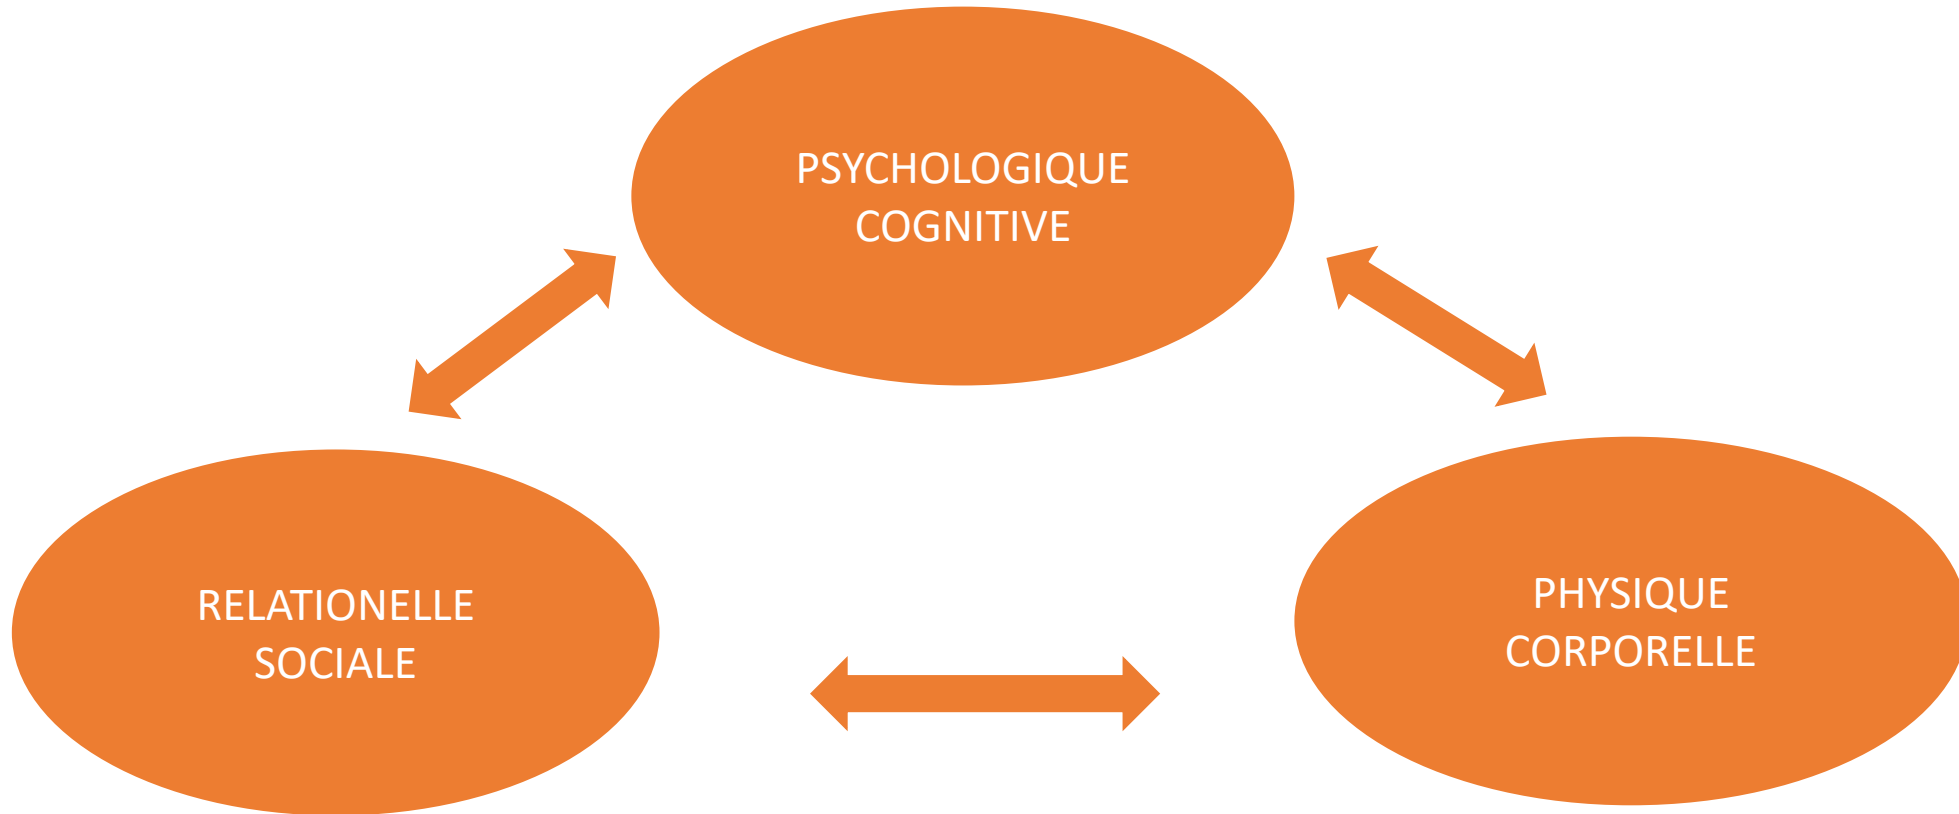 PSYCHOLOGIQUE
COGNITIVE
RELATIONELLE
SOCIALE
PHYSIQUE
CORPORELLE